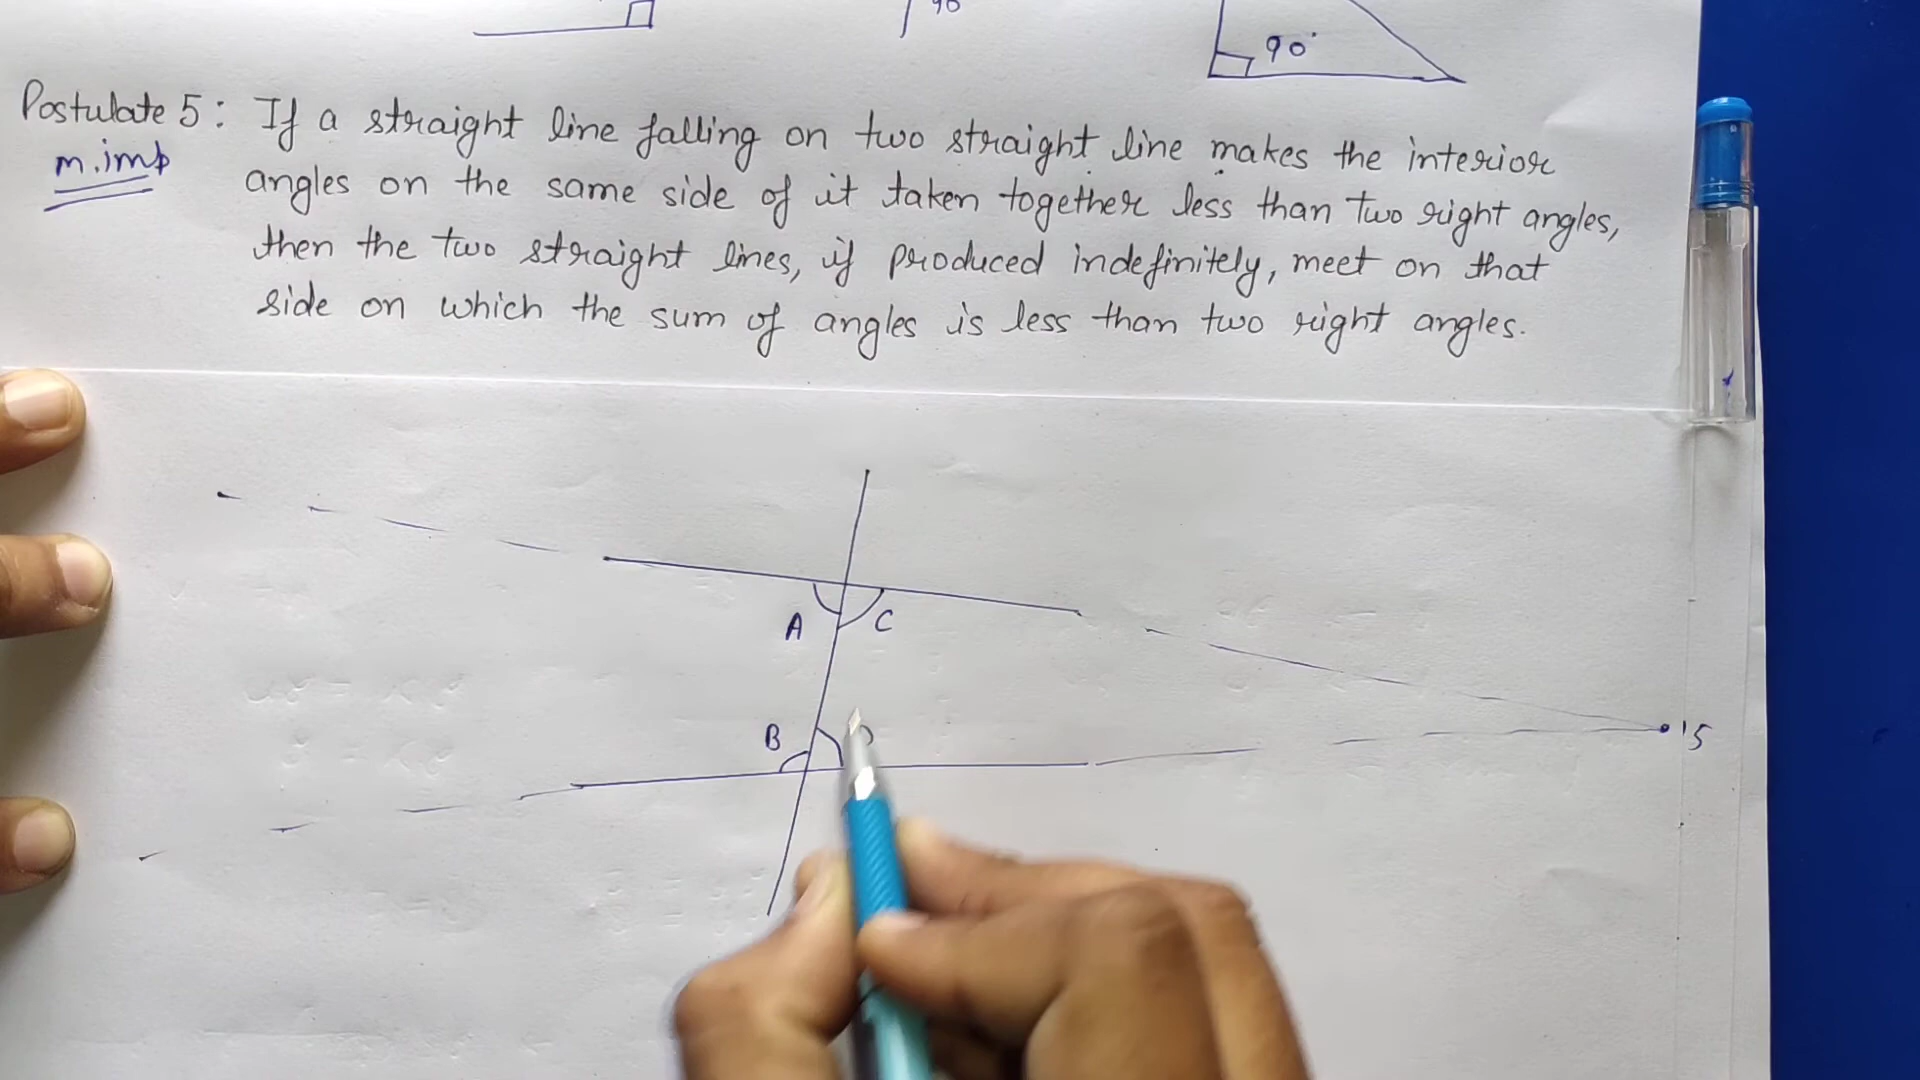 90
90°
Postulate 5: If a straight line falling on two straight line makes the interior
m.imp angles on the same side of it taken together less than two right angles,
then the two straight lines, if produced indefinitely, meet on that
side on which the sum of angles is less than two right angles.
A C
B
15